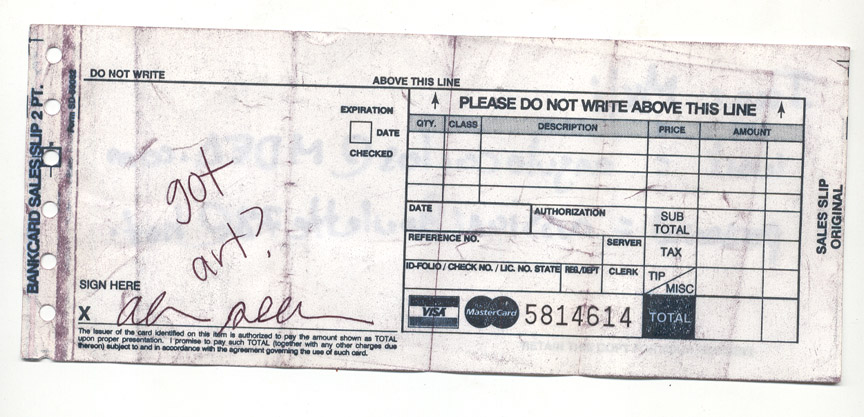 DO NOT WRITE ABOVE THIS LINE
BANKCARD SALES SLIP 2 PT.
EXPIRATION
DATE
CHECKED
got
art?
SIGN HERE
X
The issuer of the card identified on this item is authorized to pay the amount shown as TOTAL
upon proper presentation. I promise to pay such TOTAL (together with any other charges due
thereon) subject to and in accordance with the agreement governing the use of such card.
PLEASE DO NOT WRITE ABOVE THIS LINE
QTY. CLASS DESCRIPTION PRICE AMOUNT
DATE AUTHORIZATION SUB TOTAL
REFERENCE NO. SERVER TAX
ID-FOLIO / CHECK NO. / LIC. NO. STATE REG./DEPT CLERK TIP MISC
VISA MasterCard 5814614 TOTAL
SALES SLIP
ORIGINAL